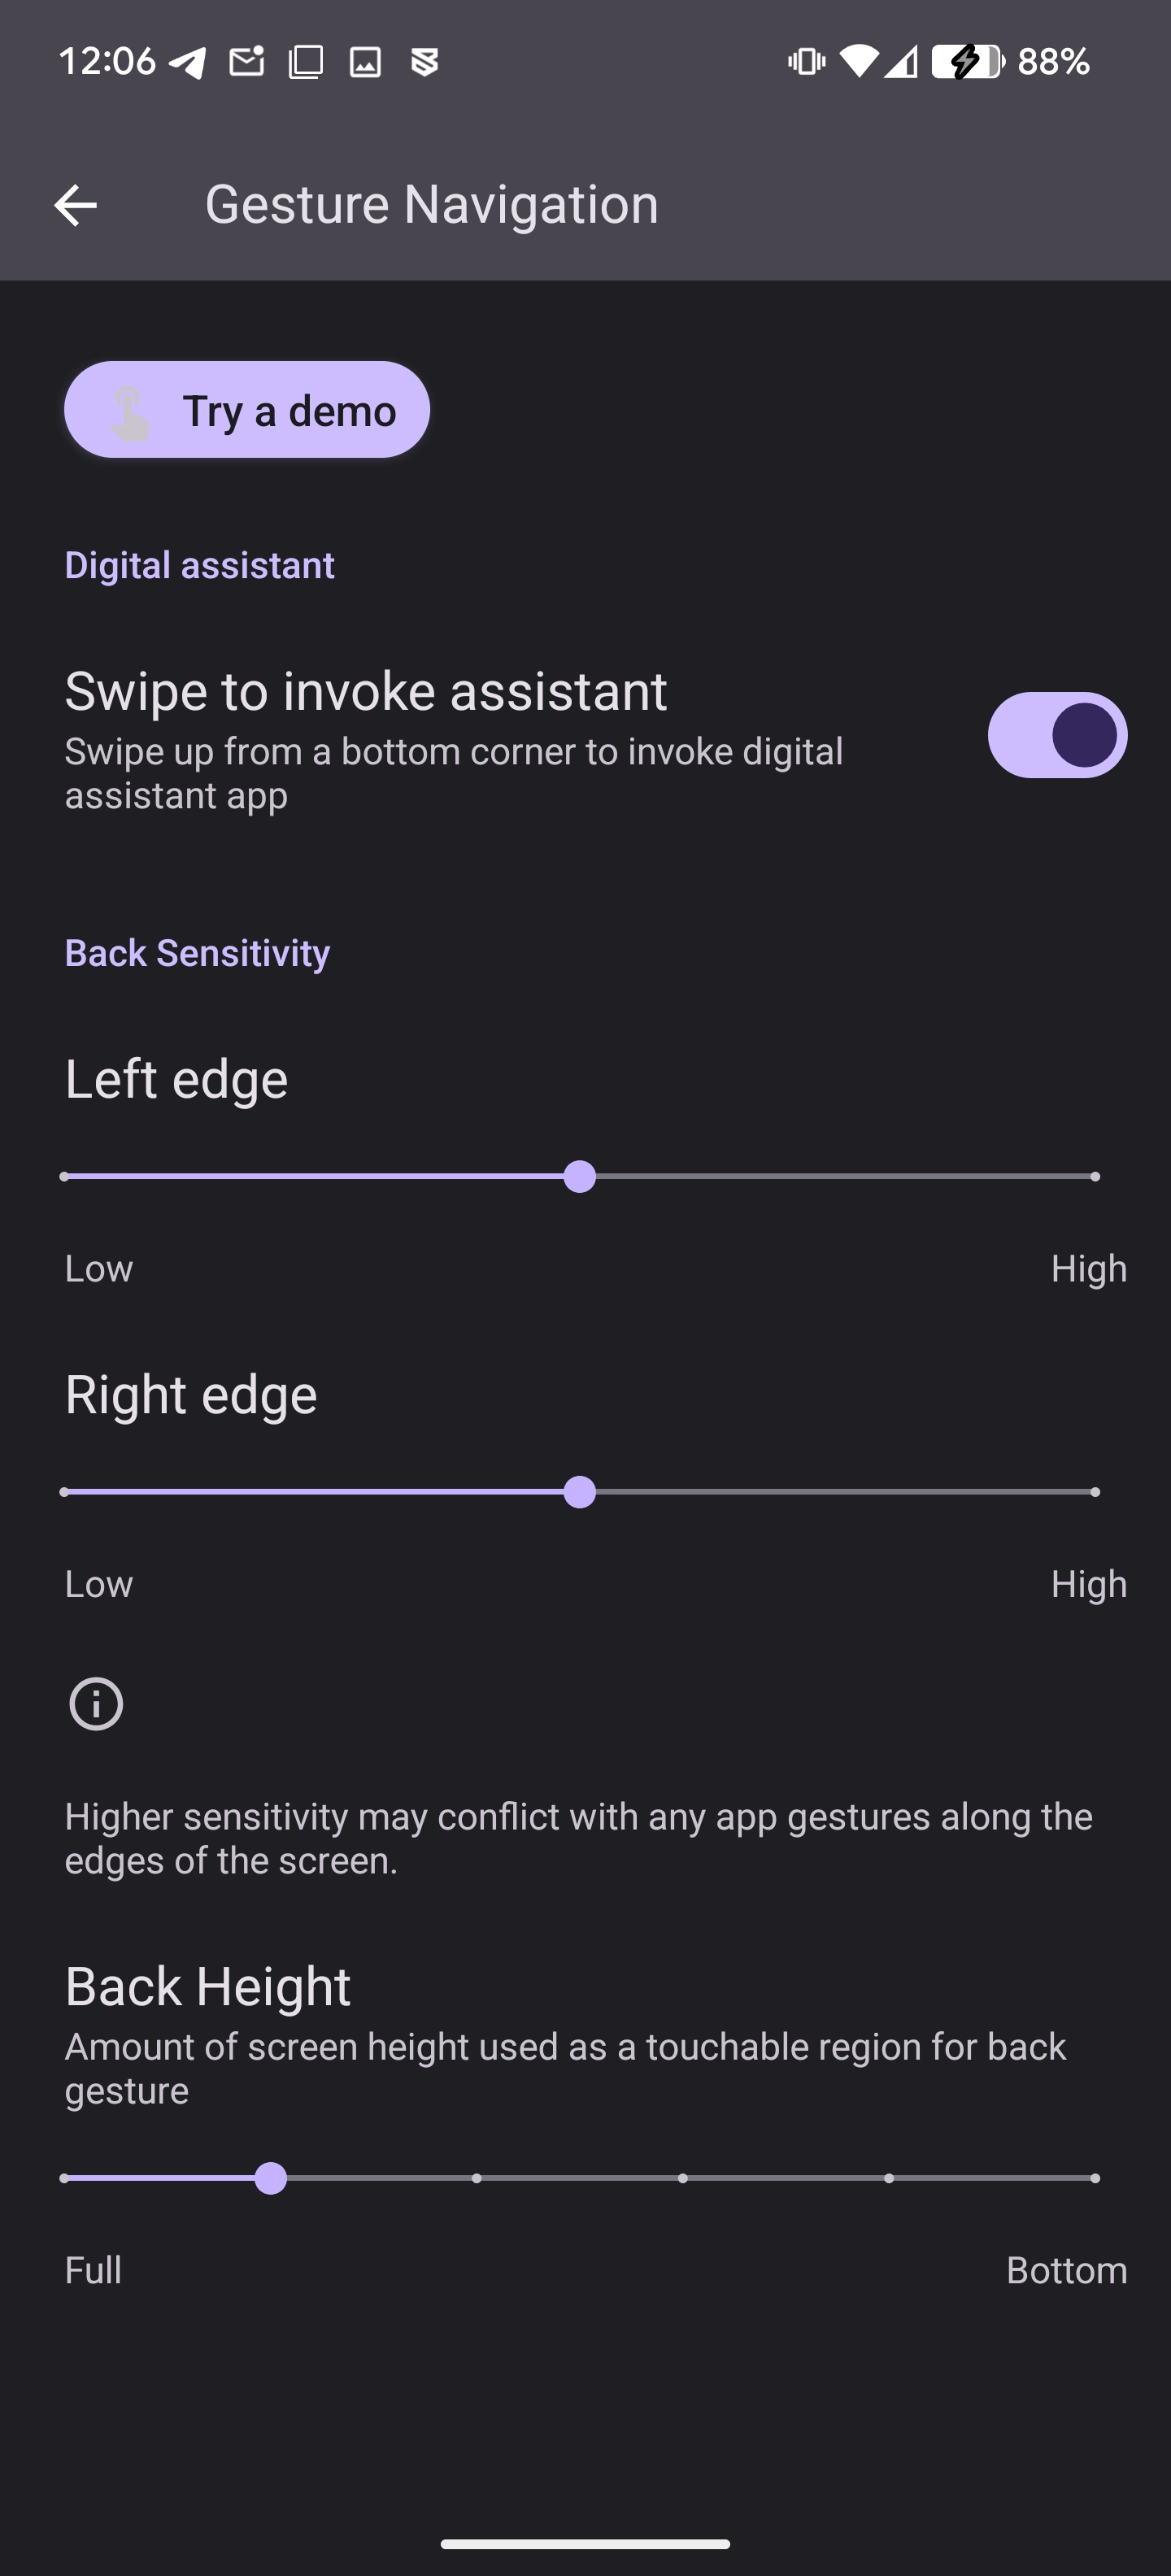 12:06
88%
Gesture Navigation
Try a demo
Digital assistant
Swipe to invoke assistant
Swipe up from a bottom corner to invoke digital
assistant app
Back Sensitivity
Left edge
Low High
Right edge
Low High
Higher sensitivity may conflict with any app gestures along the
edges of the screen.
Back Height
Amount of screen height used as a touchable region for back
gesture
Full Bottom